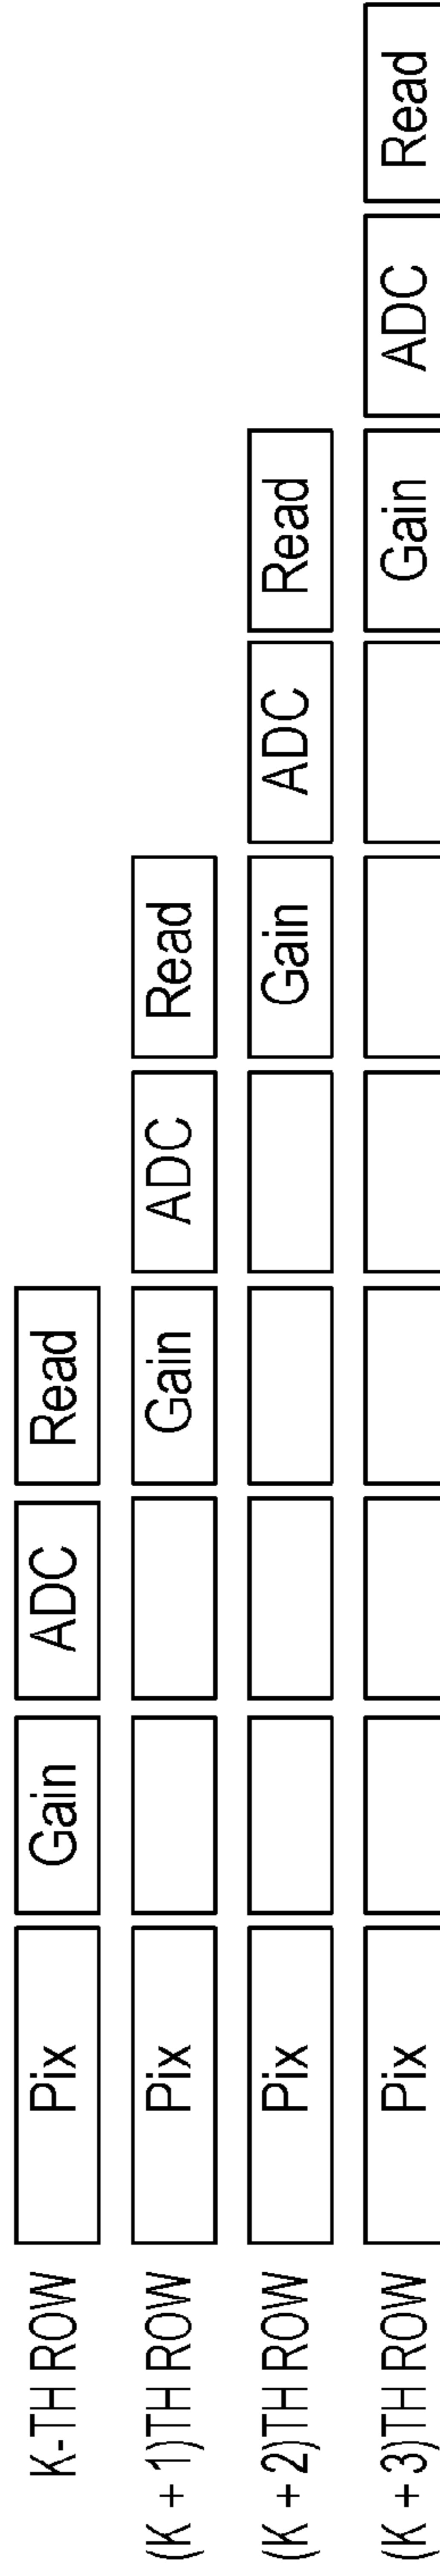 K-TH ROW Pix Gain ADC Read
(K + 1)TH ROW Pix Gain ADC Read
(K + 2)TH ROW Pix Gain ADC Read
(K + 3)TH ROW Pix Gain ADC Read